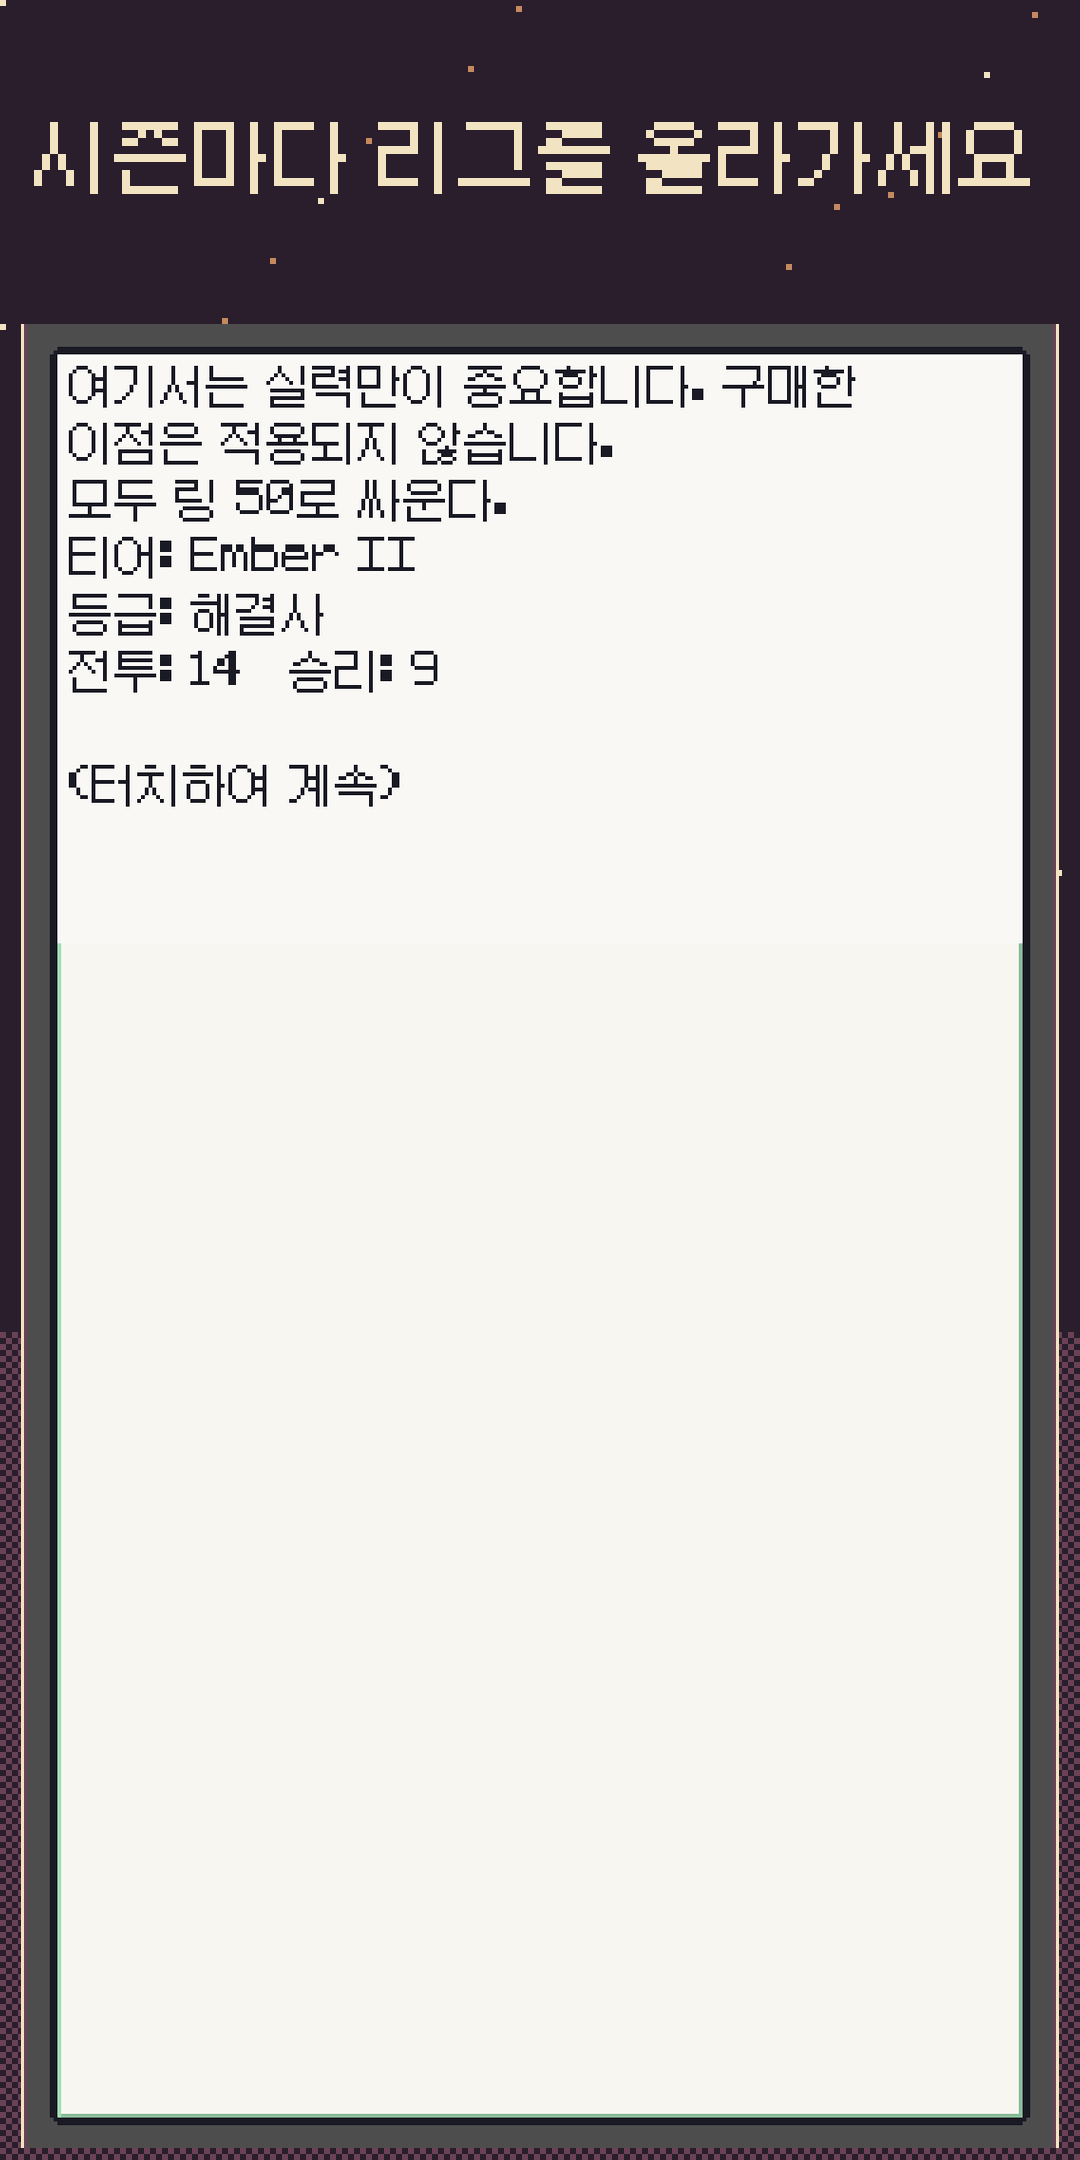 시즌마다 리그를 올라가세요
여기서는 실력만이 중요합니다. 구매한
이점은 적용되지 않습니다.
모두 링 50로 싸운다.
티어: Ember II
등급: 해결사
전투: 14  승리: 9
(터치하여 계속)